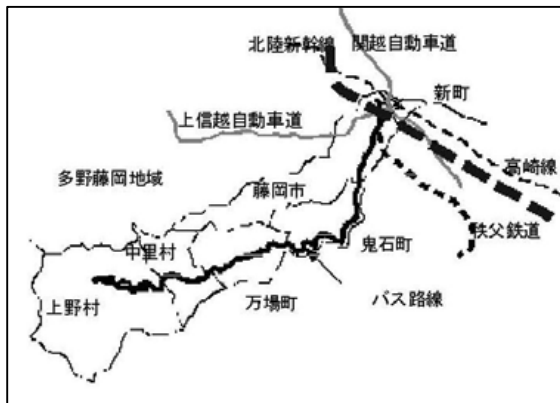 北陸新幹線
関越自動車道
新町
上信越自動車道
高崎線
多野藤岡地域
藤岡市
秩父鉄道
鬼石町
中里村
バス路線
万場町
上野村